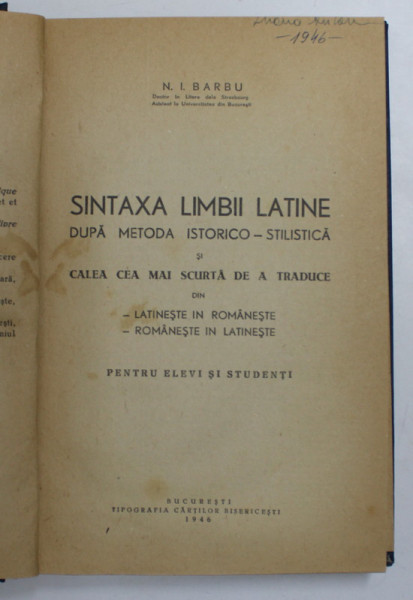 -1946-
N. I. BARBU
Doctor în Litere dela Strasbourg
Asistent la Universitatea din București
SINTAXA LIMBII LATINE
DUPĂ METODA ISTORICO – STILISTICĂ
ȘI
CALEA CEA MAI SCURTĂ DE A TRADUCE
DIN
– LATINEȘTE IN ROMÂNEȘTE
– ROMÂNEȘTE IN LATINEȘTE
PENTRU ELEVI ȘI STUDENȚI
BUCUREȘTI
TIPOGRAFIA CĂRȚILOR BISERICEȘTI
1946